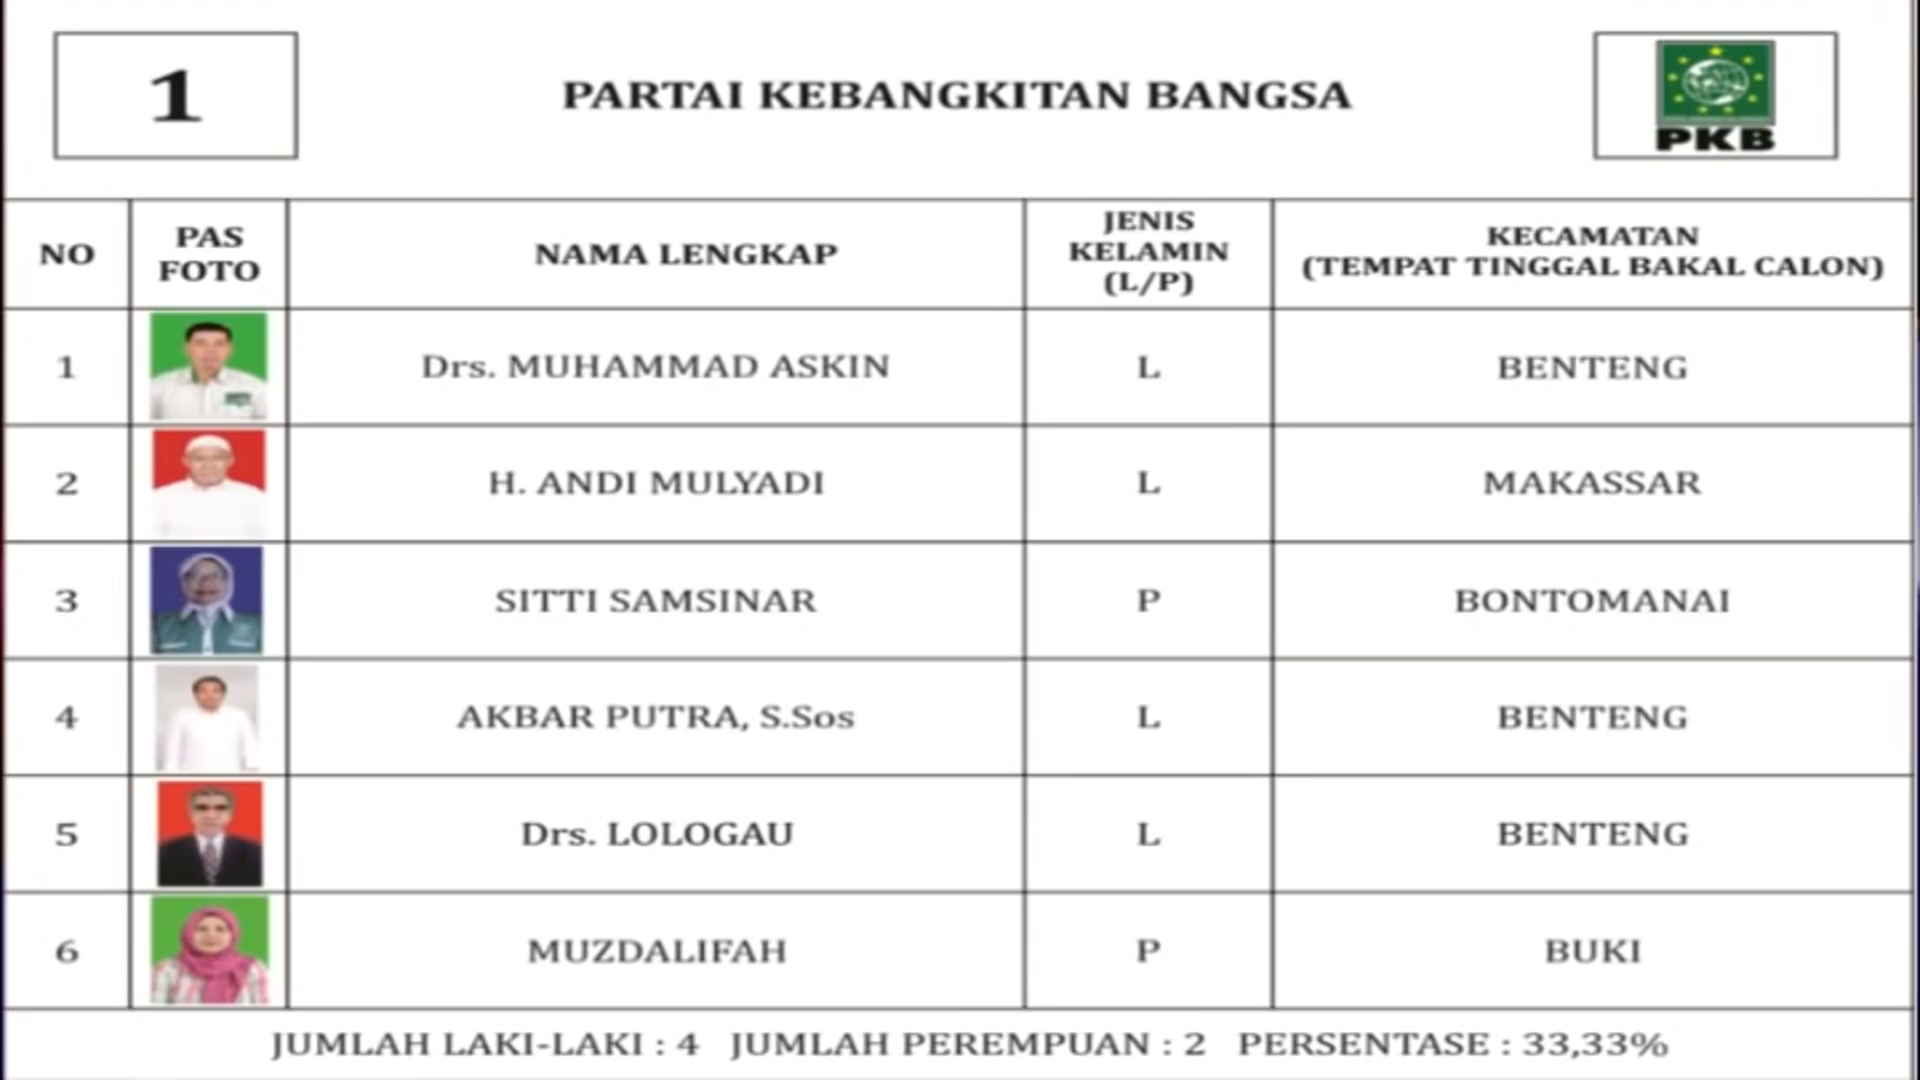 1
PARTAI KEBANGKITAN BANGSA
PKB
NO
PAS
FOTO
NAMA LENGKAP
JENIS
KELAMIN
(L/P)
KECAMATAN
(TEMPAT TINGGAL BAKAL CALON)
1
Drs. MUHAMMAD ASKIN
L
BENTENG
2
H. ANDI MULYADI
L
MAKASSAR
3
SITTI SAMSINAR
P
BONTOMANAI
4
AKBAR PUTRA, S.Sos
L
BENTENG
5
Drs. LOLOGAU
L
BENTENG
6
MUZDALIFAH
P
BUKI
JUMLAH LAKI-LAKI : 4 JUMLAH PEREMPUAN : 2 PERSENTASE : 33,33%